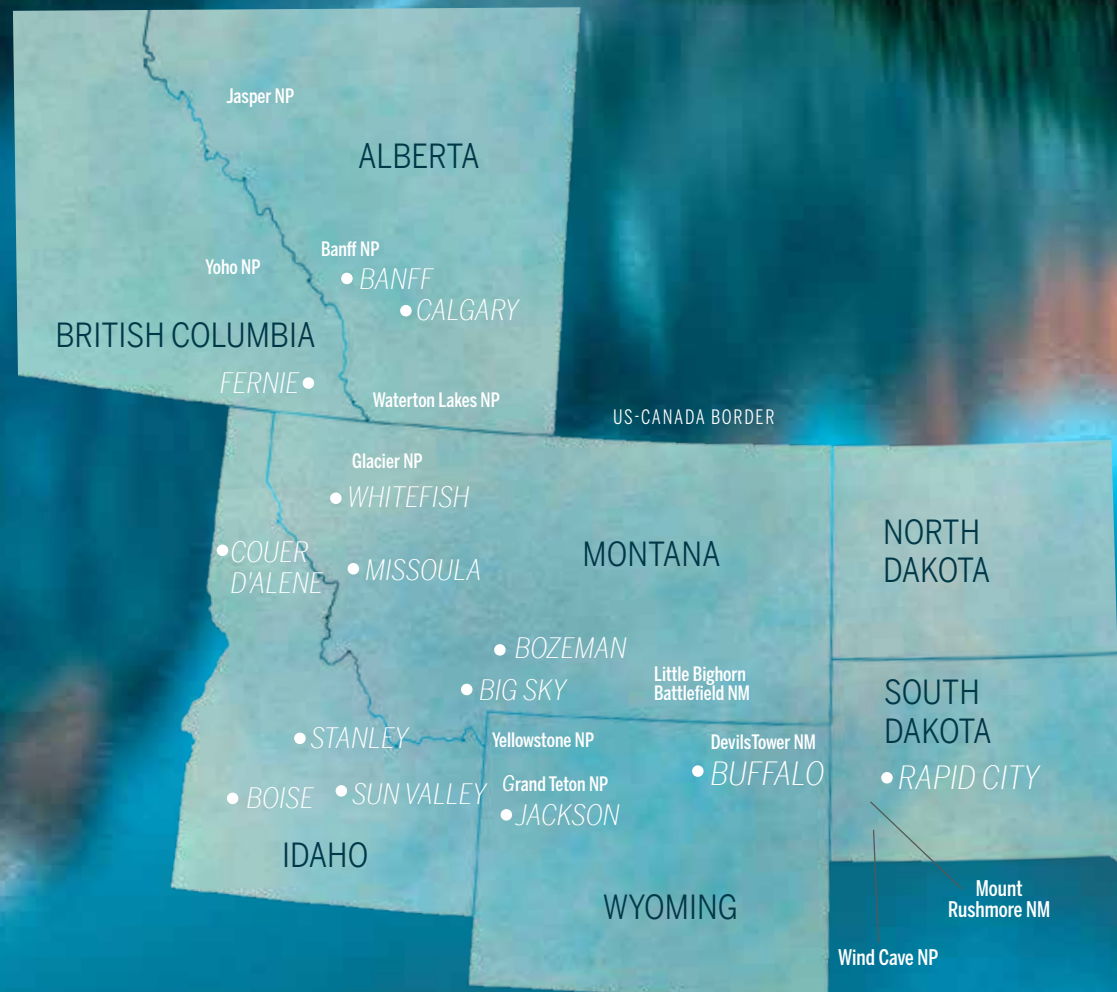 Jasper NP
ALBERTA
Banff NP
Yoho NP
BANFF
CALGARY
BRITISH COLUMBIA
FERNIE
Waterton Lakes NP
US-CANADA BORDER
Glacier NP
WHITEFISH
COUER
D'ALENE
MISSOULA
MONTANA
NORTH
DAKOTA
BOZEMAN
BIG SKY
Little Bighorn
Battlefield NM
SOUTH
DAKOTA
STANLEY
Yellowstone NP
DevilsTower NM
BUFFALO
RAPID CITY
Grand Teton NP
JACKSON
BOISE
SUN VALLEY
IDAHO
WYOMING
Mount
Rushmore NM
Wind Cave NP